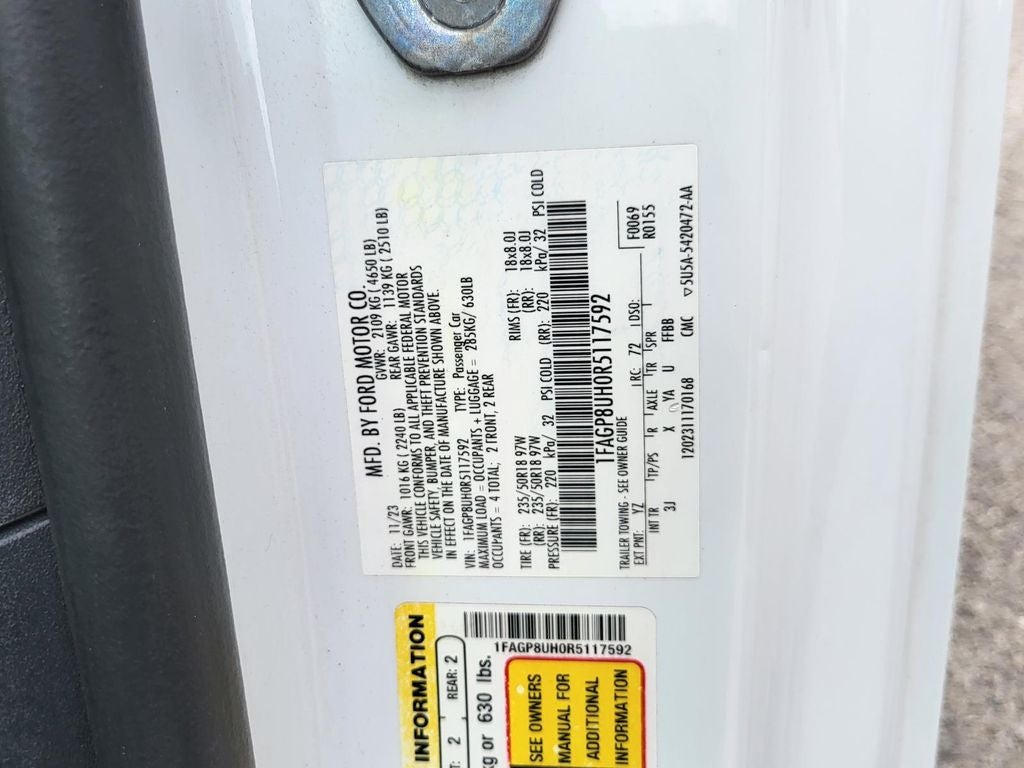 MFD. BY FORD MOTOR CO.
DATE: 11/23 GVWR: 2109 KG ( 4650 LB)
FRONT GAWR: 1016 KG (2240 LB) REAR GAWR: 1139 KG ( 2510 LB)
THIS VEHICLE CONFORMS TO ALL APPLICABLE FEDERAL MOTOR
VEHICLE SAFETY, BUMPER, AND THEFT PREVENTION STANDARDS
IN EFFECT ON THE DATE OF MANUFACTURE SHOWN ABOVE.
VIN: 1FAGP8UH0R5117592 TYPE: Passenger Car
MAXIMUM LOAD = OCCUPANTS + LUGGAGE = 285KG/ 630LB
OCCUPANTS = 4 TOTAL; 2 FRONT, 2 REAR
TIRE (FR): 235/50R18 97W RIMS (FR): 18x8.0J
(RR): 235/50R18 97W (RR): 18x8.0J
PRESSURE (FR): 220 kPa/ 32 PSI COLD (RR): 220 kPa/ 32 PSI COLD
1FAGP8UH0R5117592
TRAILER TOWING - SEE OWNER GUIDE
EXT PNT: YZ RC: 72 DSO: F0069
INT TR TP/PS R AXLE TR SPR R0155
3J X YA U FFBB
1202311170168 CMC ▽5U5A-5420472-AA
INFORMATION
T: 2 REAR: 2
kg or 630 lbs.
1FAGP8UH0R5117592
SEE OWNERS
MANUAL FOR
ADDITIONAL
INFORMATION